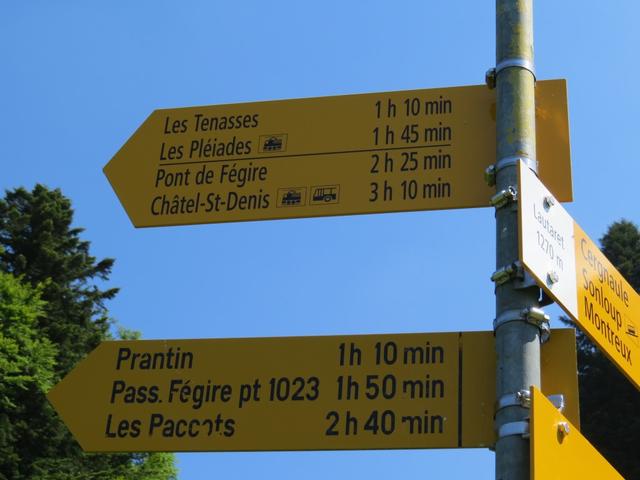 Les Tenasses 1 h 10 min
Les Pléiades 1 h 45 min
Pont de Fégire 2 h 25 min
Châtel-St-Denis 3 h 10 min
Lautaret
1270 m
Cergnaule
Sonloup
Montreux
Prantin 1 h 10 min
Pass. Fégire pt 1023 1 h 50 min
Les Paccots 2 h 40 min